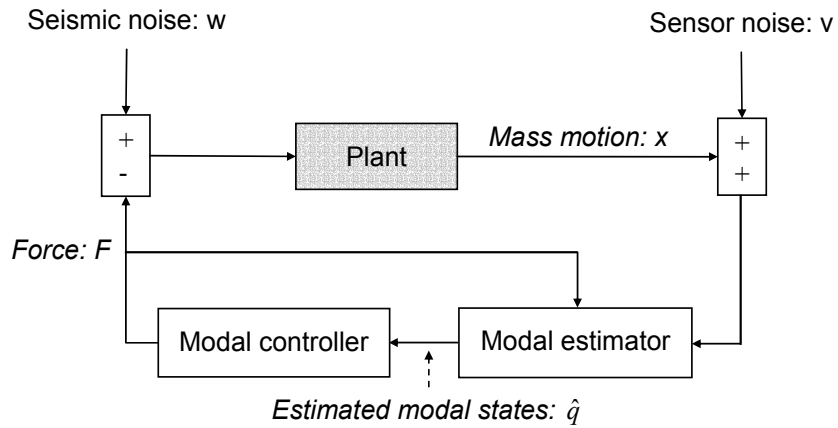 Seismic noise: w
Sensor noise: v
+
-
Plant
Mass motion: x
+
+
Force: F
Modal controller
Modal estimator
Estimated modal states: q̂